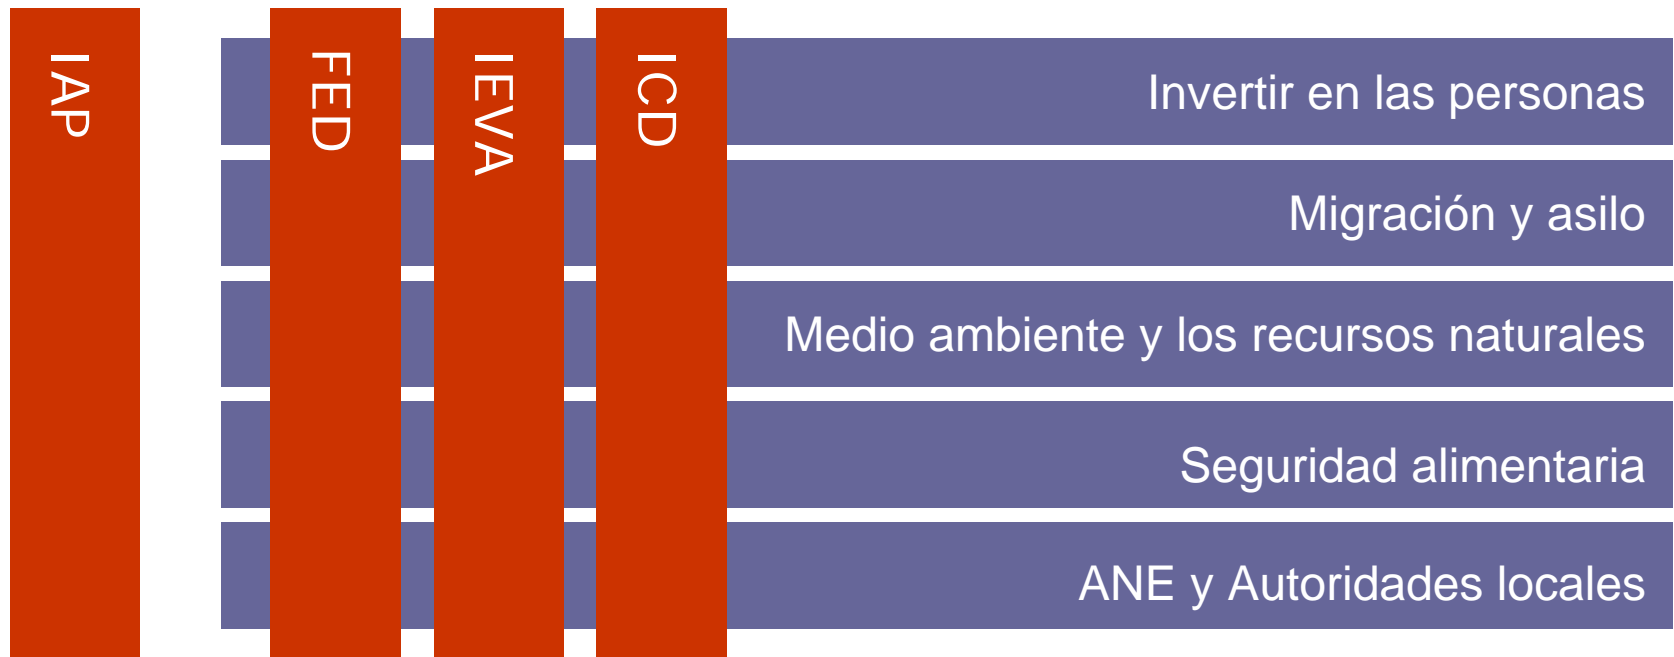 IAP
FED
IEVA
ICD
Invertir en las personas
Migración y asilo
Medio ambiente y los recursos naturales
Seguridad alimentaria
ANE y Autoridades locales